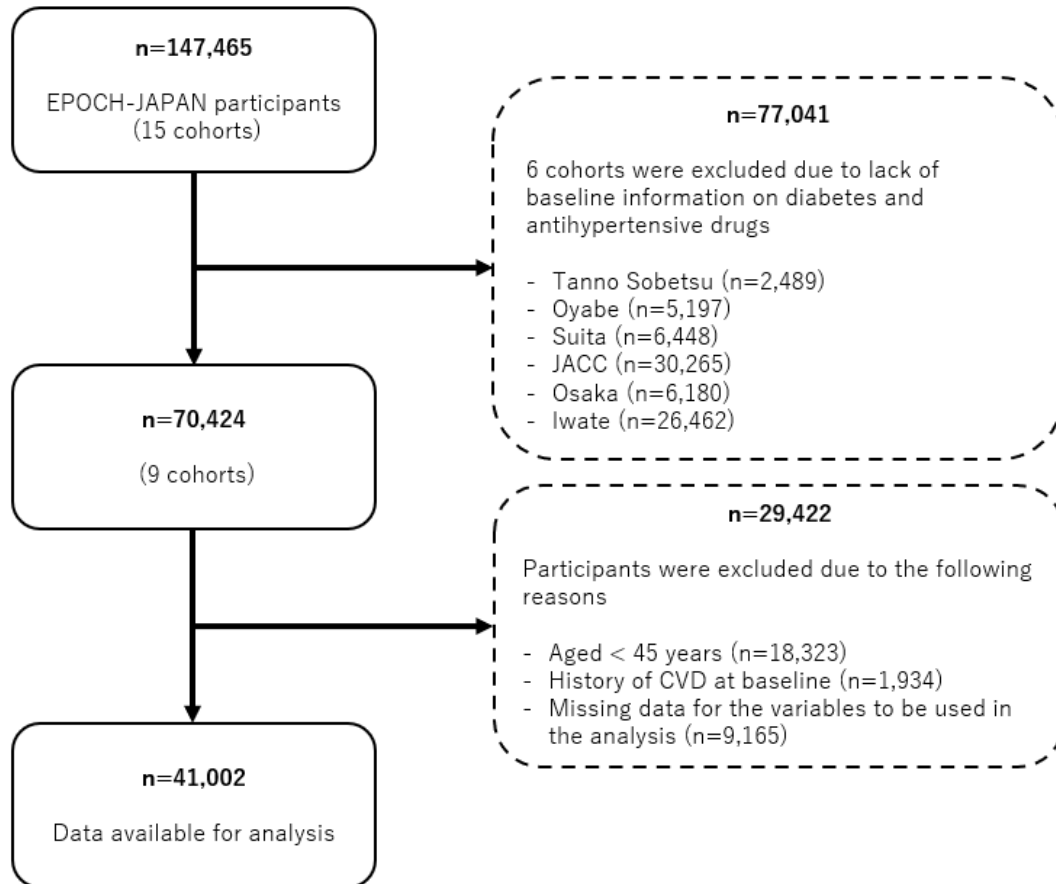 n=147,465
EPOCH-JAPAN participants
(15 cohorts)
n=77,041
6 cohorts were excluded due to lack of
baseline information on diabetes and
antihypertensive drugs
- Tanno Sobetsu (n=2,489)
- Oyabe (n=5,197)
- Suita (n=6,448)
- JACC (n=30,265)
- Osaka (n=6,180)
- Iwate (n=26,462)
n=70,424
(9 cohorts)
n=29,422
Participants were excluded due to the following
reasons
- Aged < 45 years (n=18,323)
- History of CVD at baseline (n=1,934)
- Missing data for the variables to be used in
the analysis (n=9,165)
n=41,002
Data available for analysis